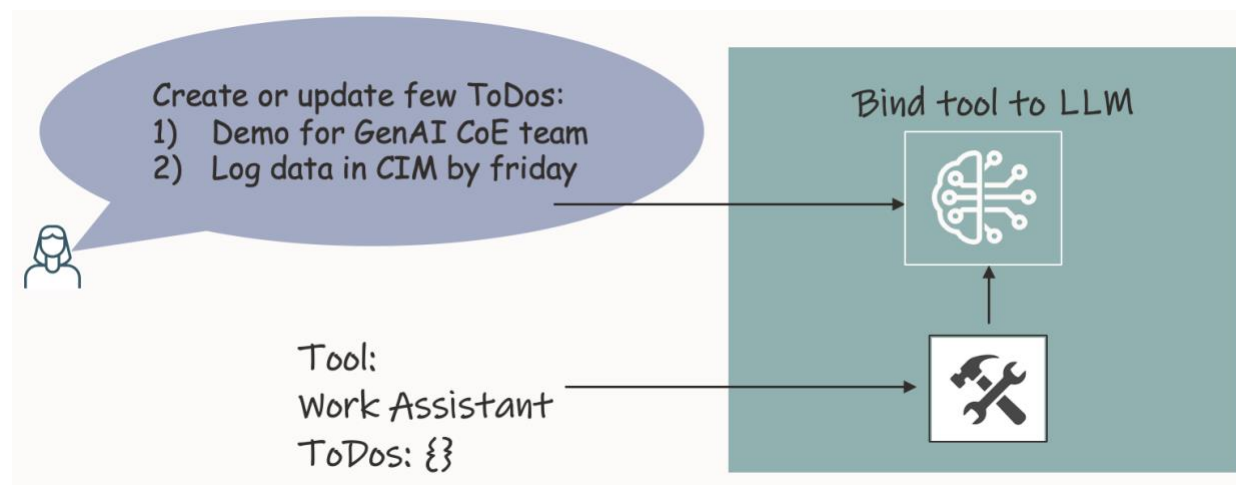 Create or update few ToDos:
1) Demo for GenAI CoE team
2) Log data in CIM by friday
Bind tool to LLM
Tool:
Work Assistant
ToDos: {}